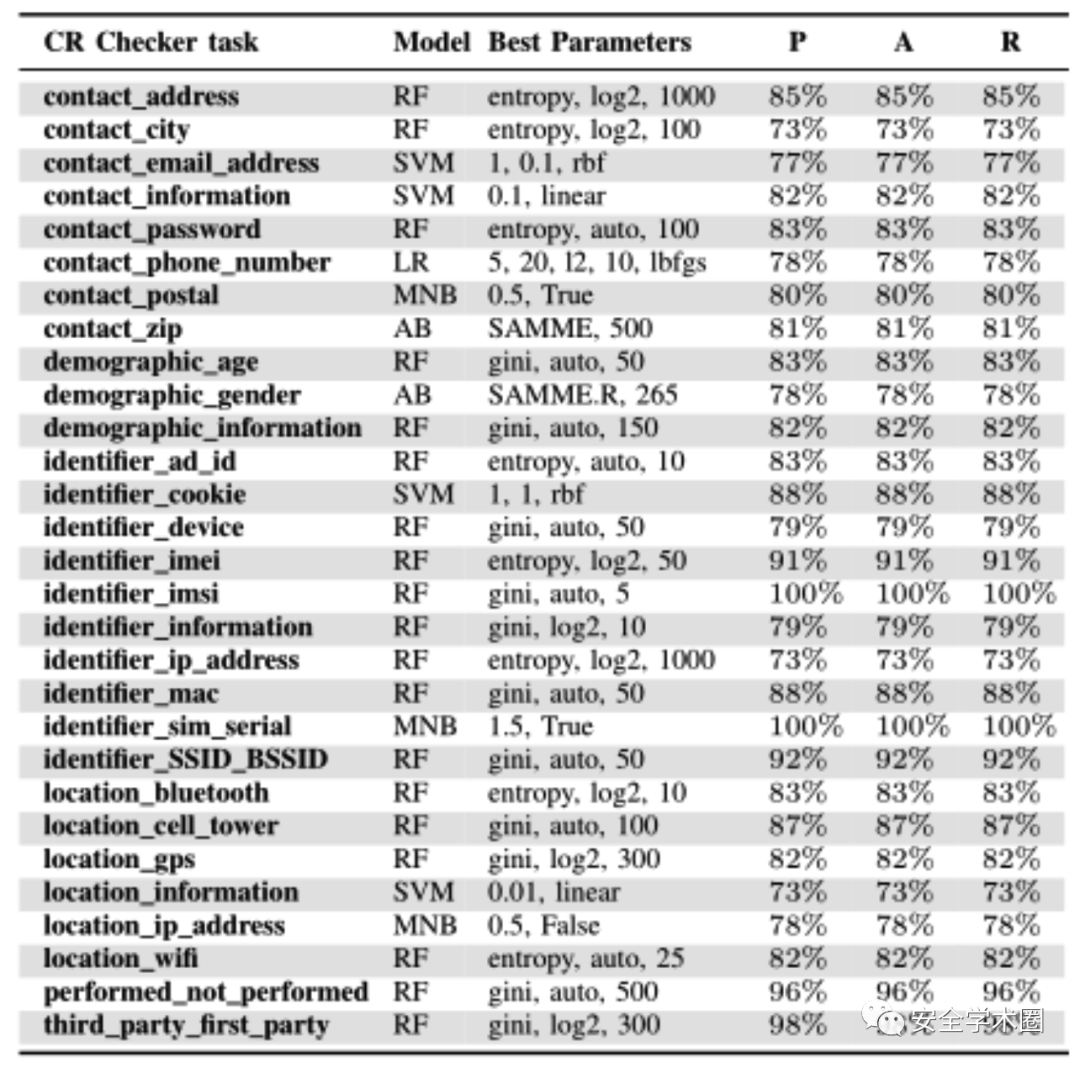 CR Checker task Model Best Parameters P A R
contact_address RF entropy, log2, 1000 85% 85% 85%
contact_city RF entropy, log2, 100 73% 73% 73%
contact_email_address SVM 1, 0.1, rbf 77% 77% 77%
contact_information SVM 0.1, linear 82% 82% 82%
contact_password RF entropy, auto, 100 83% 83% 83%
contact_phone_number LR 5, 20, l2, 10, lbfgs 78% 78% 78%
contact_postal MNB 0.5, True 80% 80% 80%
contact_zip AB SAMME, 500 81% 81% 81%
demographic_age RF gini, auto, 50 83% 83% 83%
demographic_gender AB SAMME.R, 265 78% 78% 78%
demographic_information RF gini, auto, 150 82% 82% 82%
identifier_ad_id RF entropy, auto, 10 83% 83% 83%
identifier_cookie SVM 1, 1, rbf 88% 88% 88%
identifier_device RF gini, auto, 50 79% 79% 79%
identifier_imei RF entropy, log2, 50 91% 91% 91%
identifier_imsi RF gini, auto, 5 100% 100% 100%
identifier_information RF gini, log2, 10 79% 79% 79%
identifier_ip_address RF entropy, log2, 1000 73% 73% 73%
identifier_mac RF gini, auto, 50 88% 88% 88%
identifier_sim_serial MNB 1.5, True 100% 100% 100%
identifier_SSID_BSSID RF gini, auto, 50 92% 92% 92%
location_bluetooth RF entropy, log2, 10 83% 83% 83%
location_cell_tower RF gini, auto, 100 87% 87% 87%
location_gps RF gini, log2, 300 82% 82% 82%
location_information SVM 0.01, linear 73% 73% 73%
location_ip_address MNB 0.5, False 78% 78% 78%
location_wifi RF entropy, auto, 25 82% 82% 82%
performed_not_performed RF gini, auto, 500 96% 96% 96%
third_party_first_party RF gini, log2, 300 98%
安全学术圈